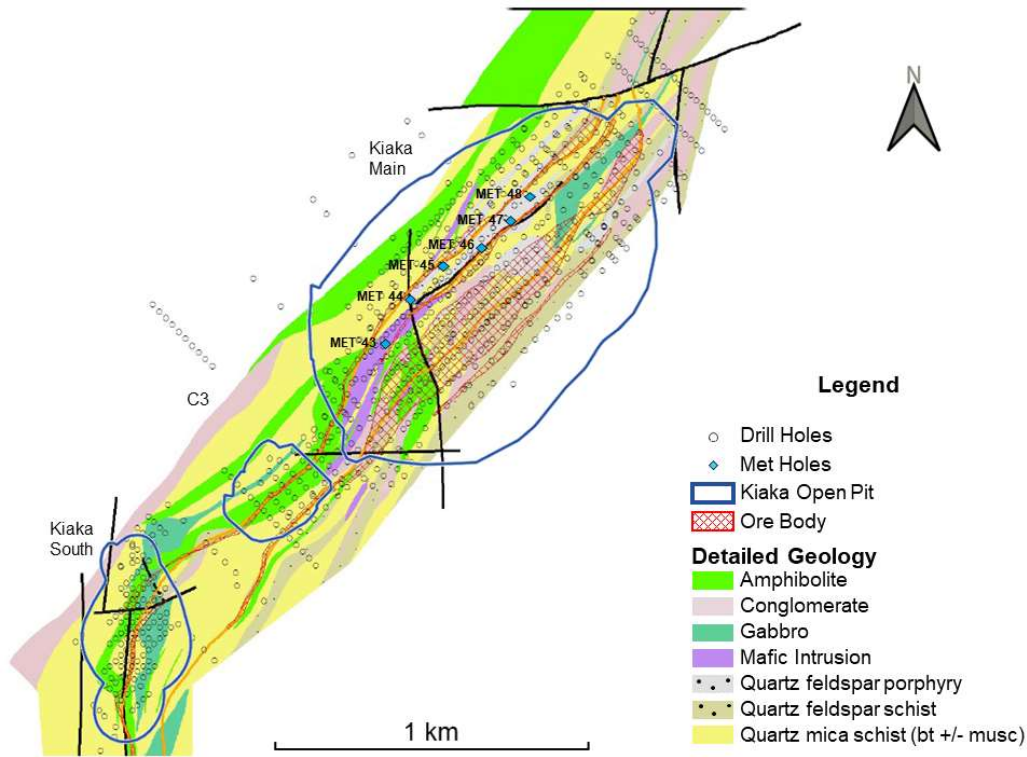 N
Kiaka
Main
MET 48
MET 47
MET 46
MET 45
MET 44
MET 43
C3
Kiaka
South
1 km
Legend
Drill Holes
Met Holes
Kiaka Open Pit
Ore Body
Detailed Geology
Amphibolite
Conglomerate
Gabbro
Mafic Intrusion
Quartz feldspar porphyry
Quartz feldspar schist
Quartz mica schist (bt +/- musc)